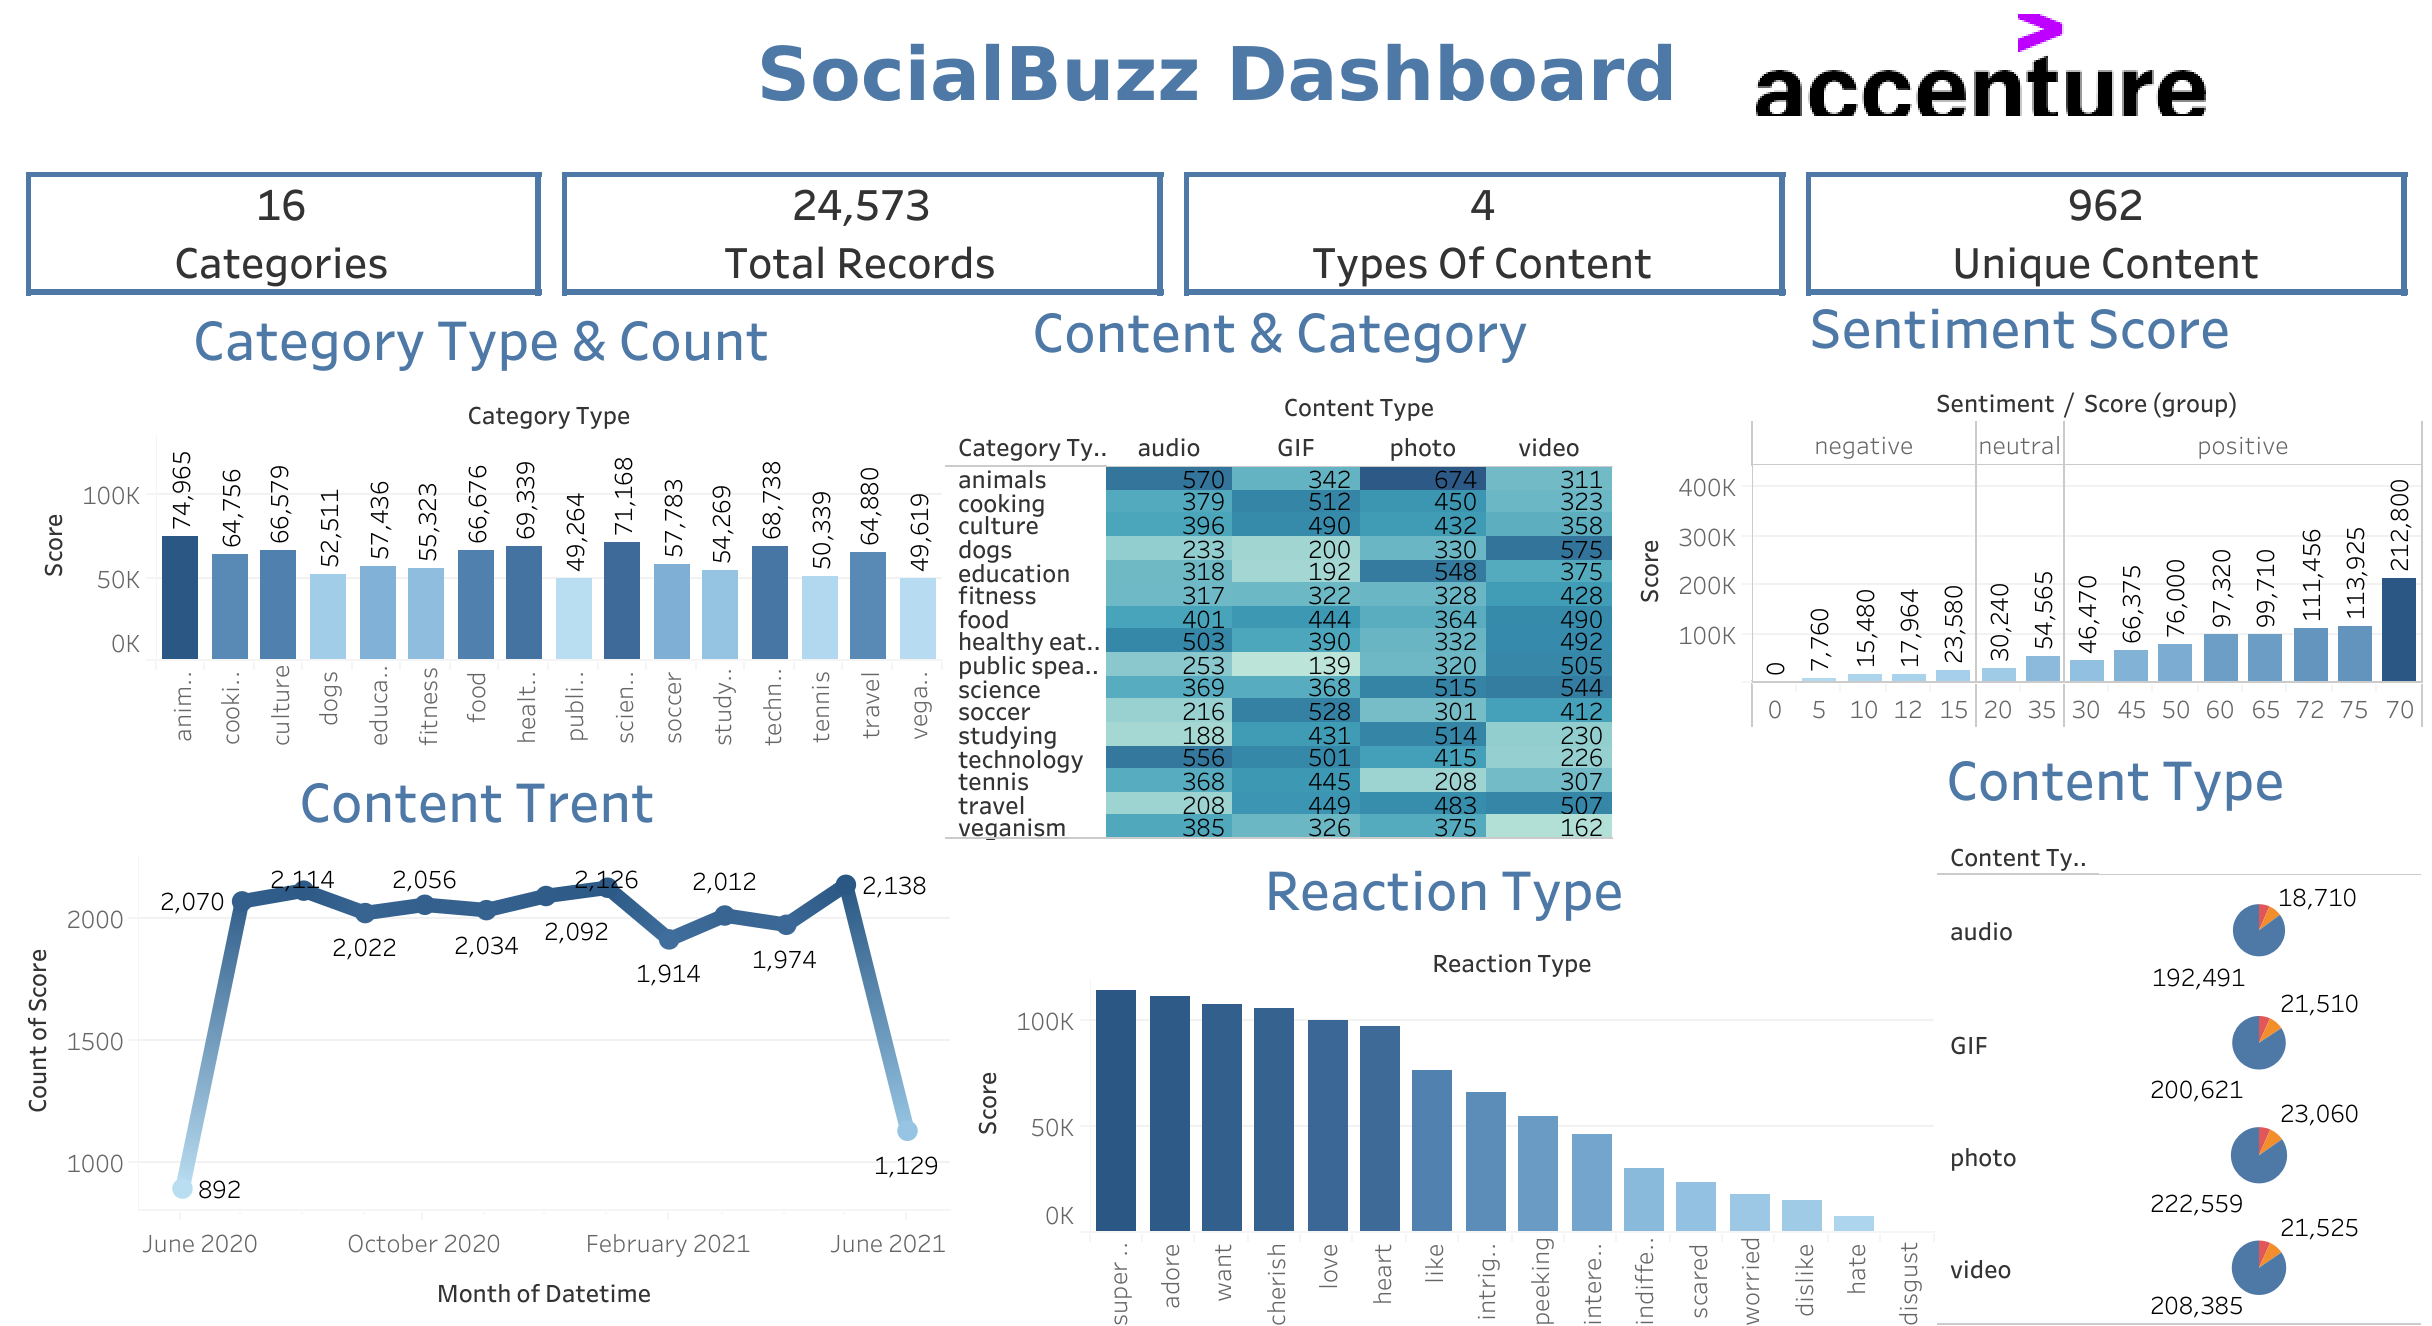 SocialBuzz Dashboard
accenture
16
Categories
24,573
Total Records
4
Types Of Content
962
Unique Content
Category Type & Count
Category Type
Score
100K
50K
0K
74,965
64,756
66,579
52,511
57,436
55,323
66,676
69,339
49,264
71,168
57,783
54,269
68,738
50,339
64,880
49,619
anim..
cooki..
culture
dogs
educa..
fitness
food
healt..
publi..
scien..
soccer
study..
techn..
tennis
travel
vega..
Content & Category
Content Type
Category Ty.. audio GIF photo video
animals 570 342 674 311
cooking 379 512 450 323
culture 396 490 432 358
dogs 233 200 330 575
education 318 192 548 375
fitness 317 322 328 428
food 401 444 364 490
healthy eat.. 503 390 332 492
public spea.. 253 139 320 505
science 369 368 515 544
soccer 216 528 301 412
studying 188 431 514 230
technology 556 501 415 226
tennis 368 445 208 307
travel 208 449 483 507
veganism 385 326 375 162
Sentiment Score
Sentiment / Score (group)
negative neutral positive
Score
400K
300K
200K
100K
0
7,760
15,480
17,964
23,580
30,240
54,565
46,470
66,375
76,000
97,320
99,710
111,456
113,925
212,800
0 5 10 12 15 20 35 30 45 50 60 65 72 75 70
Content Trent
Count of Score
2000
1500
1000
892
2,070
2,114
2,022
2,056
2,034
2,092
2,126
1,914
2,012
1,974
2,138
1,129
June 2020 October 2020 February 2021 June 2021
Month of Datetime
Reaction Type
Reaction Type
Score
100K
50K
0K
super ..
adore
want
cherish
love
heart
like
intrig..
peeking
intere..
indiffe..
scared
worried
dislike
hate
disgust
Content Type
Content Ty..
audio
18,710
192,491
GIF
21,510
200,621
photo
23,060
222,559
video
21,525
208,385